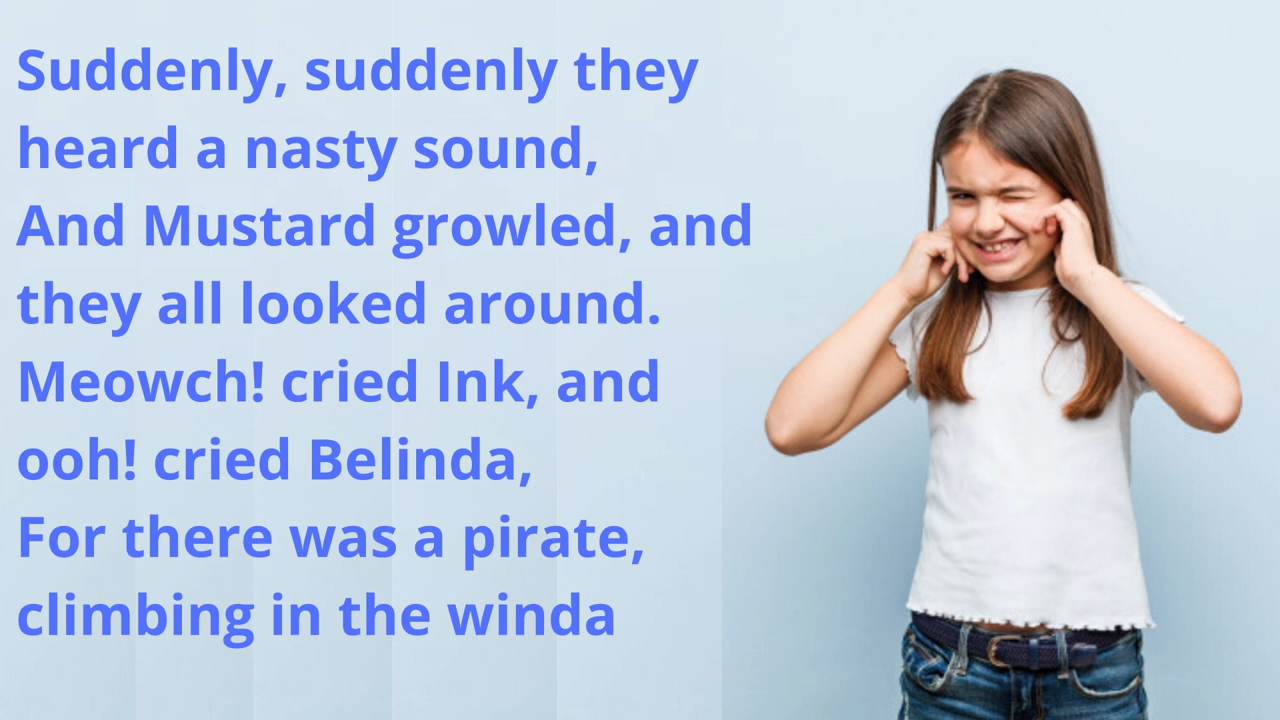 Suddenly, suddenly they
heard a nasty sound,
And Mustard growled, and
they all looked around.
Meowch! cried Ink, and
ooh! cried Belinda,
For there was a pirate,
climbing in the winda